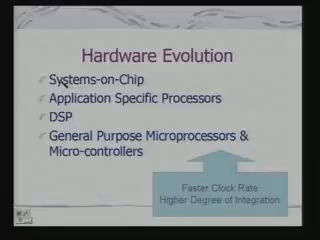 Hardware Evolution
Systems-on-Chip
Application Specific Processors
DSP
General Purpose Microprocessors &
Micro-controllers
Faster Clock Rate
Higher Degree of Integration